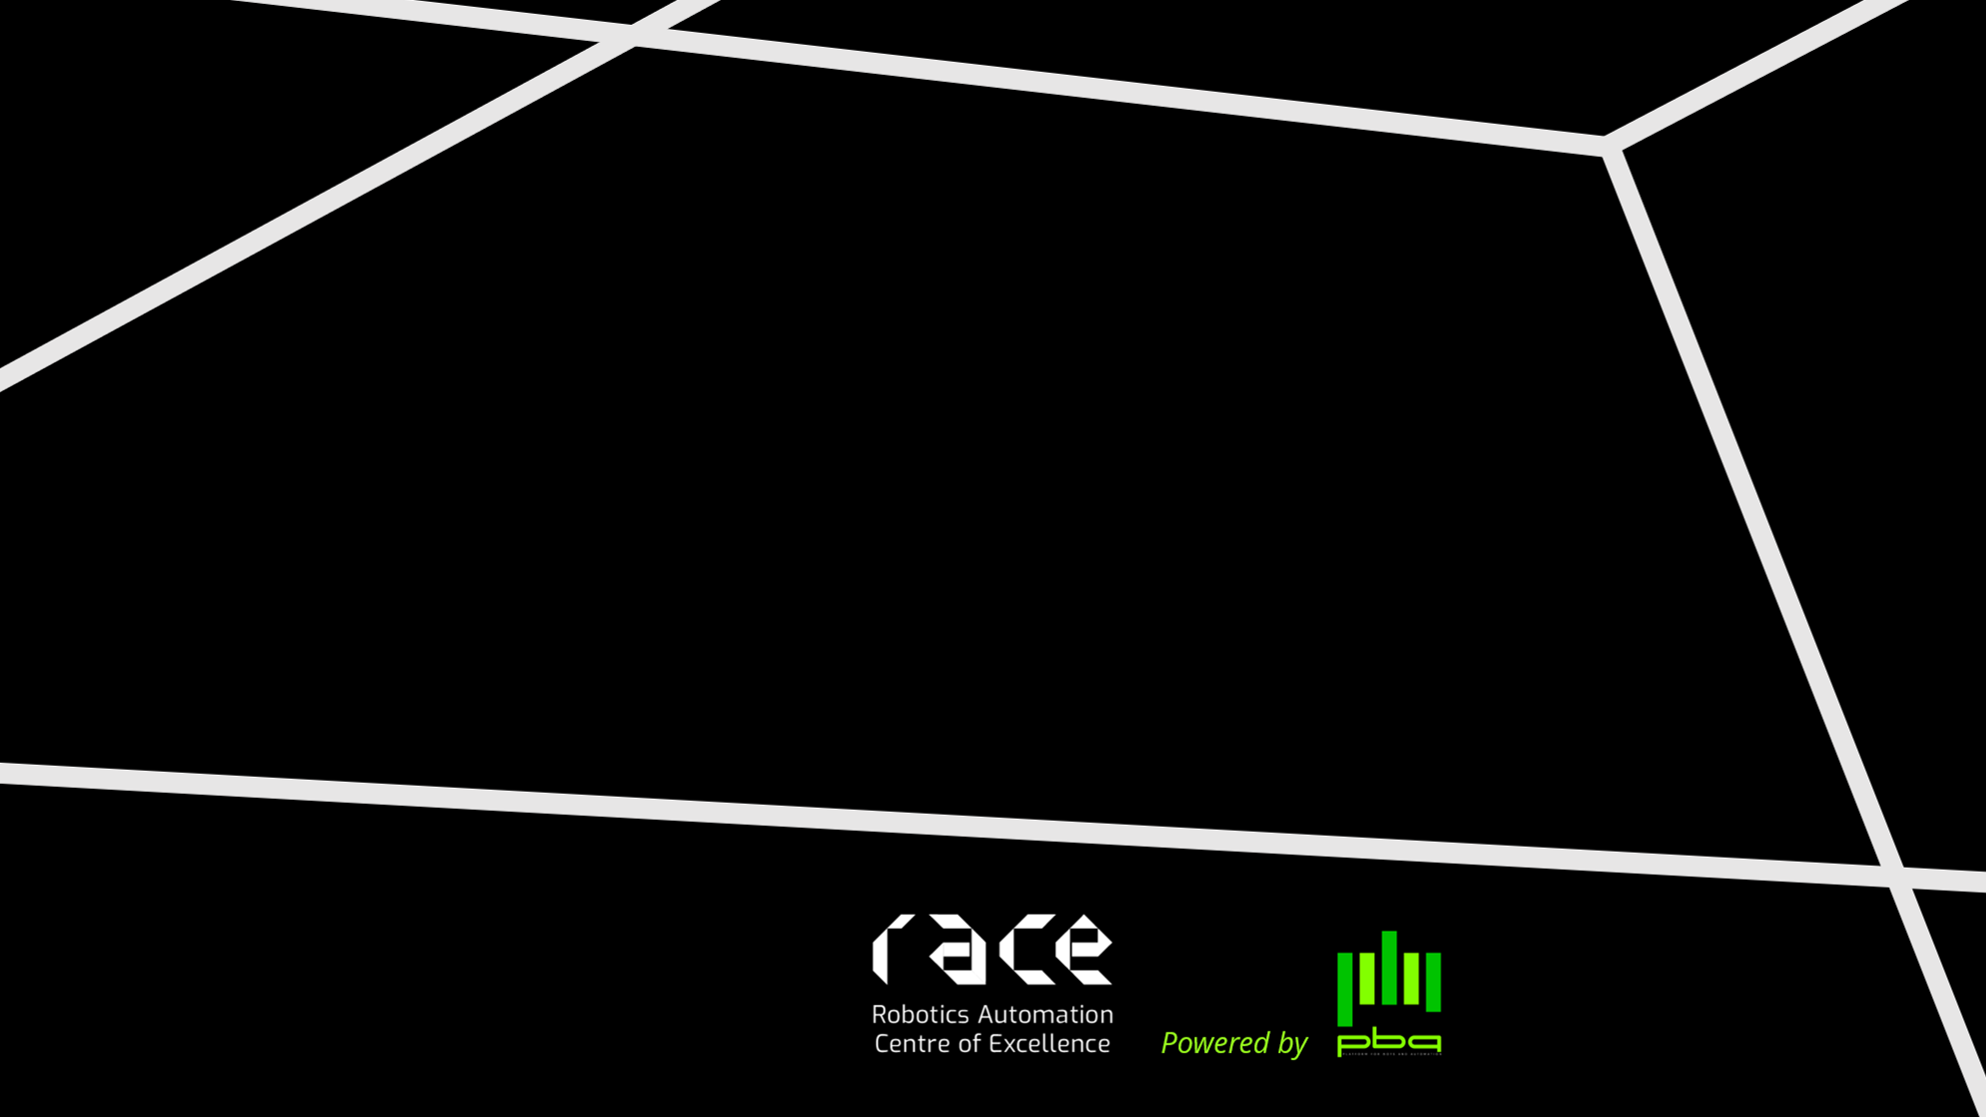 race
Robotics Automation
Centre of Excellence
Powered by
pba